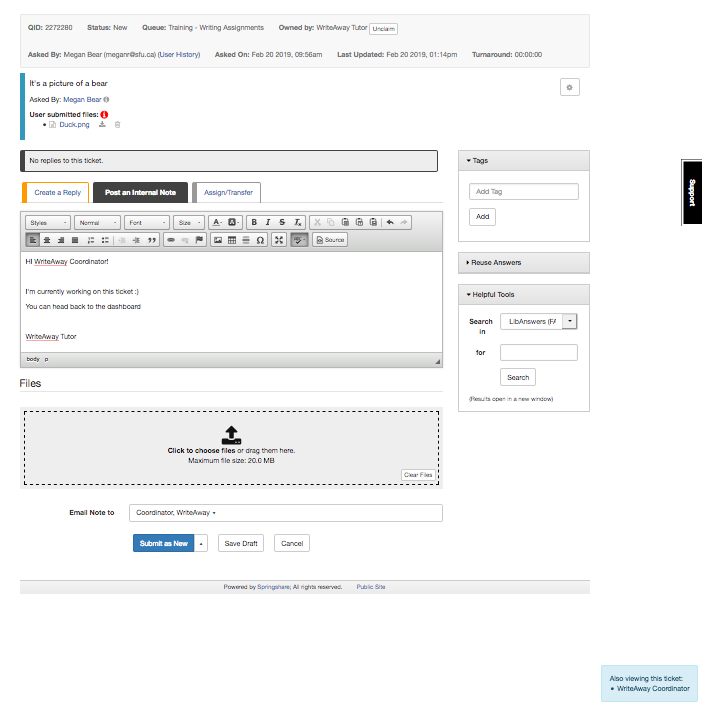 QID: 2272280 Status: New Queue: Training - Writing Assignments Owned by: WriteAway Tutor Unclaim
Asked By: Megan Bear (meganr@sfu.ca) (User History) Asked On: Feb 20 2019, 09:56am Last Updated: Feb 20 2019, 01:14pm Turnaround: 00:00:00
It's a picture of a bear
Asked By: Megan Bear
User submitted files:
Duck.png
No replies to this ticket.
Create a Reply Post an Internal Note Assign/Transfer
Styles Normal Font Size A A B I S Tx
Ω Source
HI WriteAway Coordinator!
I'm currently working on this ticket :)
You can head back to the dashboard
WriteAway Tutor
body p
Files
Click to choose files or drag them here.
Maximum file size: 20.0 MB
Clear Files
Email Note to Coordinator, WriteAway
Submit as New Save Draft Cancel
Tags
Add Tag
Add
Reuse Answers
Helpful Tools
Search in LibAnswers (FA
for
Search
(Results open in a new window)
Support
Powered by Springshare; All rights reserved. Public Site
Also viewing this ticket:
WriteAway Coordinator